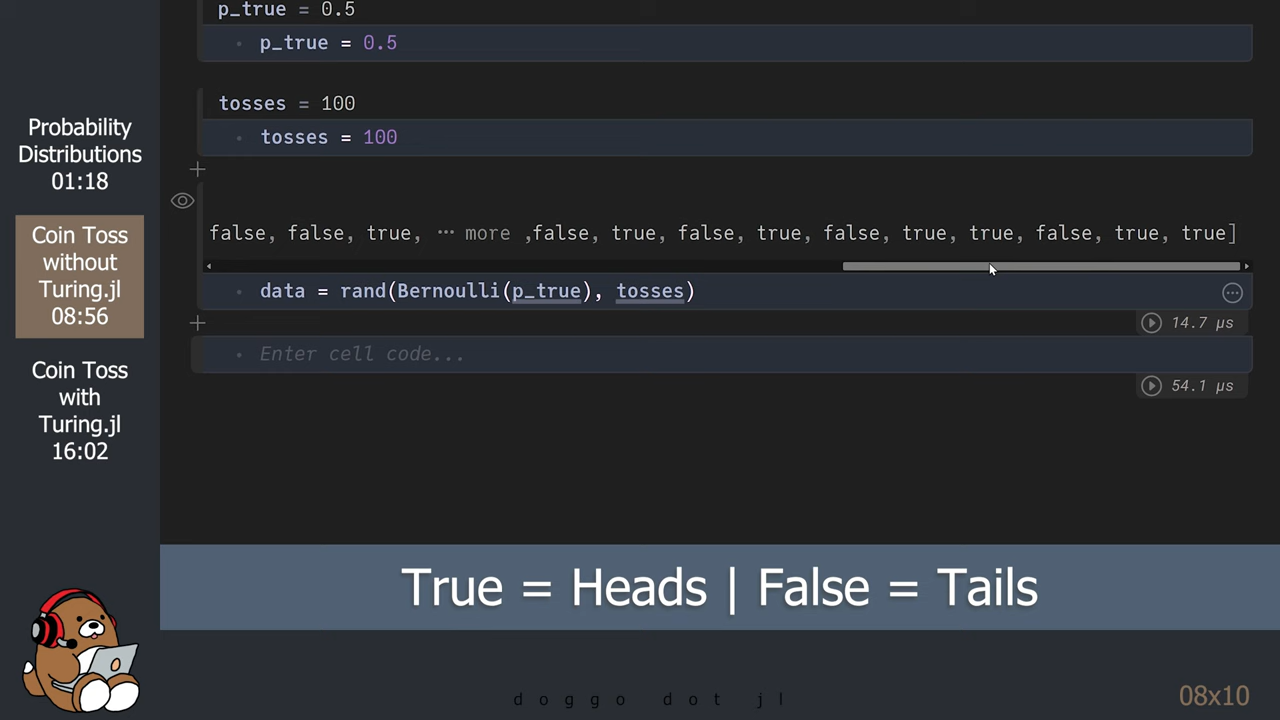 Probability
Distributions
01:18
Coin Toss
without
Turing.jl
08:56
Coin Toss
with
Turing.jl
16:02
p_true = 0.5
p_true = 0.5
tosses = 100
tosses = 100
false, false, true, ⋯ more ,false, true, false, true, false, true, true, false, true, true]
data = rand(Bernoulli(p_true), tosses)
14.7 μs
Enter cell code...
54.1 μs
True = Heads | False = Tails
doggo dot jl
08x10